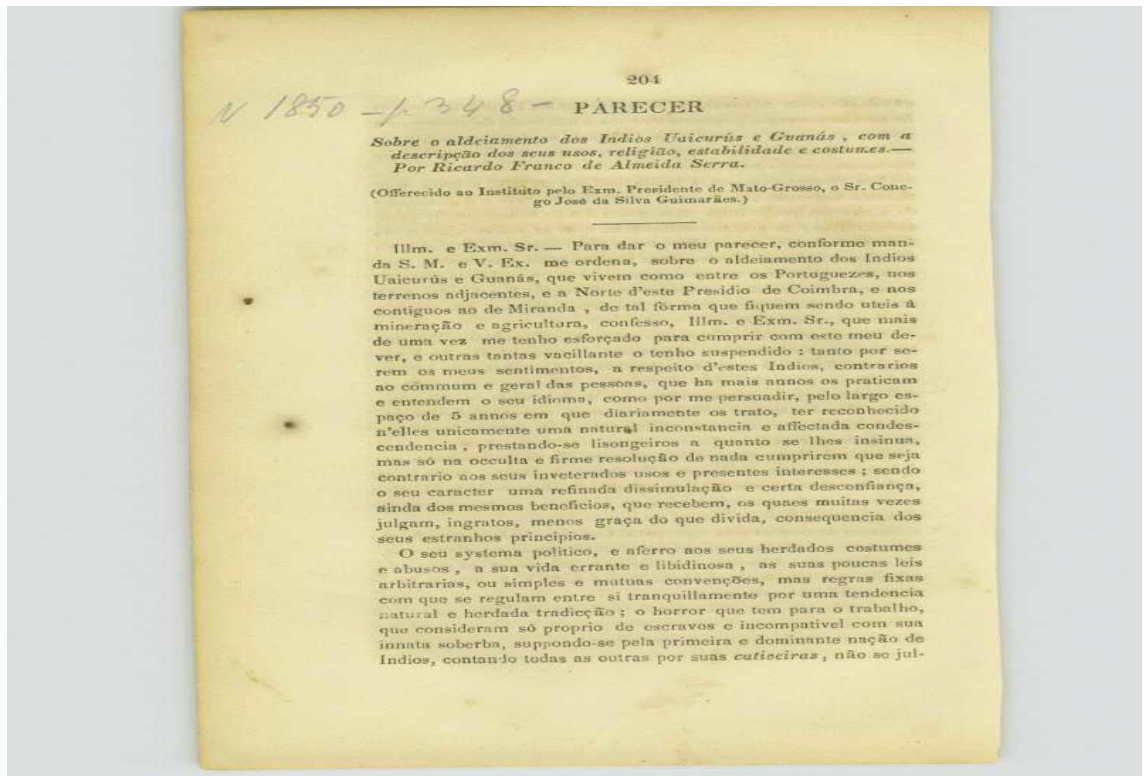 204
N 1850 - p. 348 -
PARECER
Sobre o aldeiamento dos Indios Uaicurús e Guanás, com a
descripção dos seus usos, religião, estabilidade e costumes.—
Por Ricardo Franco de Almeida Serra.
(Offerecido ao Instituto pelo Exm. Presidente de Mato-Grosso, o Sr. Cone-
go José da Silva Guimarães.)
Illm. e Exm. Sr. — Para dar o meu parecer, conforme man-
da S. M. e V. Ex. me ordena, sobre o aldeiamento dos Indios
Uaicurús e Guanás, que vivem como entre os Portuguezes, nos
terrenos adjacentes, e a Norte d'este Presidio de Coimbra, e nos
contiguos ao de Miranda, de tal fórma que fiquem sendo uteis á
mineração e agricultura, confesso, Illm. e Exm. Sr., que mais
de uma vez me tenho esforçado para cumprir com este meu de-
ver, e outras tantas vacillante o tenho suspendido : tanto por se-
rem os meus sentimentos, a respeito d'estes Indios, contrarios
ao commum e geral das pessoas, que ha mais annos os praticam
e entendem o seu idioma, como por me persuadir, pelo largo es-
paço de 5 annos em que diariamente os trato, ter reconhecido
n'elles unicamente uma natural inconstancia e affectada condes-
cendencia, prestando-se lisongeiros a quanto se lhes insinua,
mas só na occulta e firme resolução de nada cumprirem que seja
contrario aos seus inveterados usos e presentes interesses ; sendo
o seu caracter uma refinada dissimulação e certa desconfiança,
ainda dos mesmos beneficios, que recebem, os quaes muitas vezes
julgam, ingratos, menos graça do que divida, consequencia dos
seus estranhos principios.
O seu systema politico, e aferro aos seus herdados costumes
e abusos, a sua vida errante e libidinosa, as suas poucas leis
arbitrarias, ou simples e mutuas convenções, mas regras fixas
com que se regulam entre si tranquillamente por uma tendencia
natural e herdada tradicção ; o horror que tem para o trabalho,
que consideram só proprio de escravos e incompativel com sua
innata soberba, suppondo-se pela primeira e dominante nação de
Indios, contando todas as outras por suas cutieciras, não se jul-